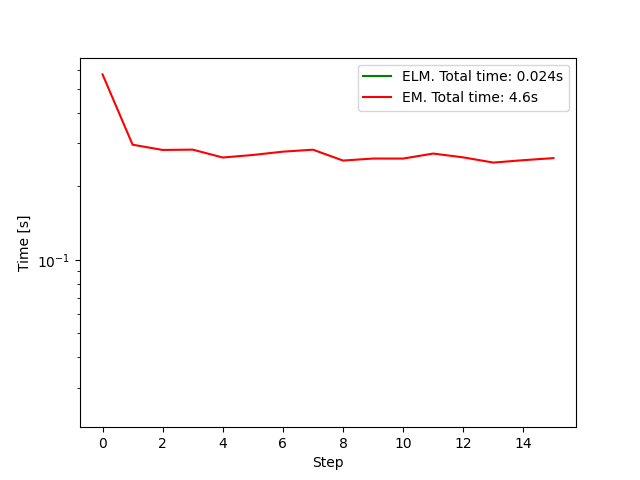 ELM. Total time: 0.024s
EM. Total time: 4.6s
Time [s]
10⁻¹
0 2 4 6 8 10 12 14
Step